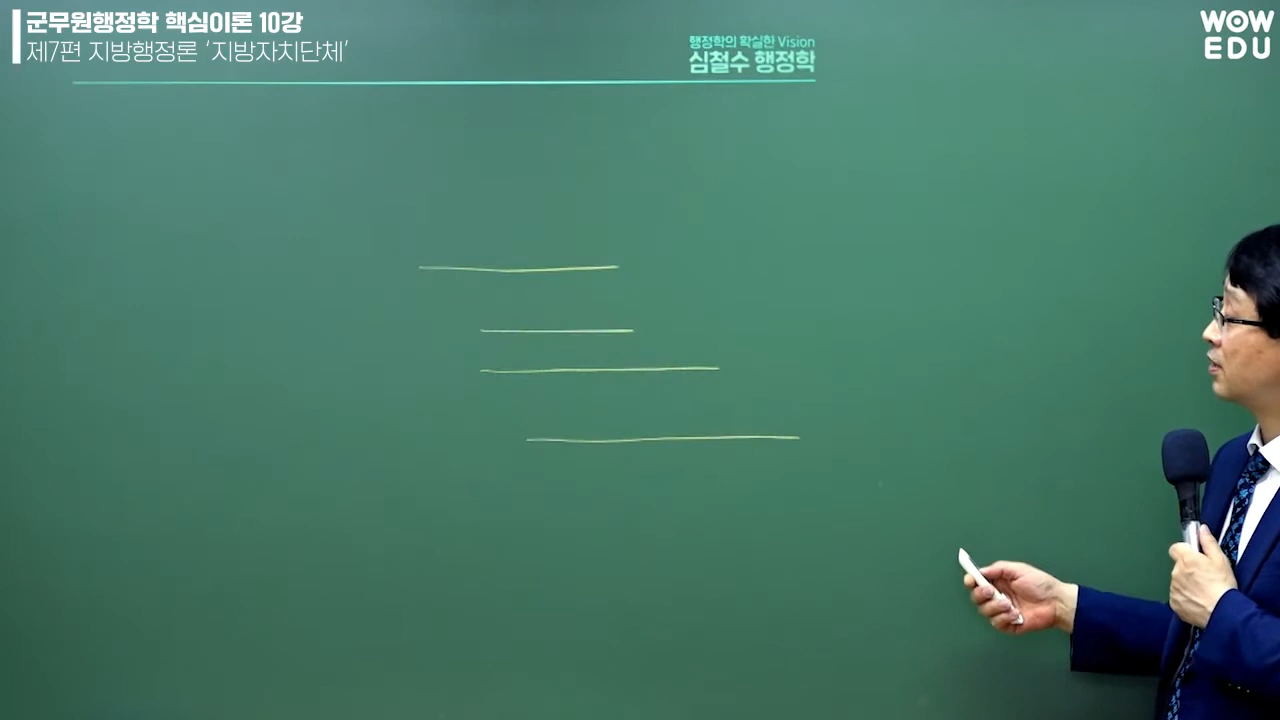 군무원행정학 핵심이론 10강
제7편 지방행정론 '지방자치단체'
행정학의 확실한 Vision
심철수 행정학
WOW
EDU